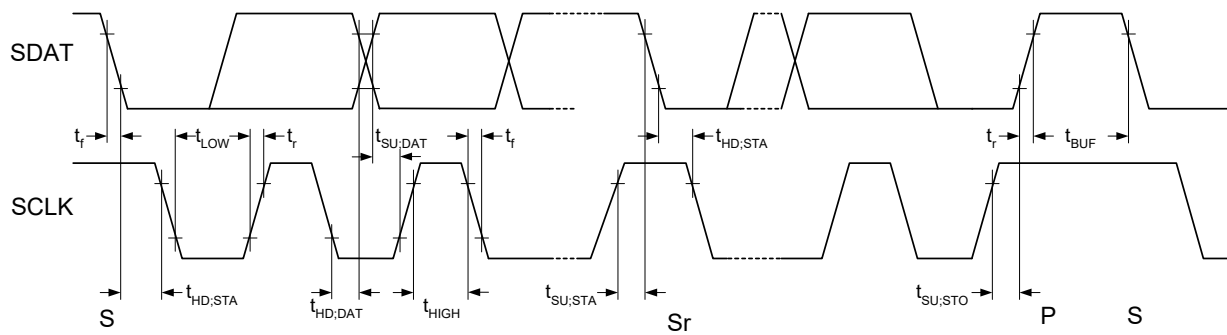 SDAT
t_f
t_LOW
t_r
t_SU;DAT
t_f
t_HD;STA
t_r
t_BUF
SCLK
t_HD;STA
t_HD;DAT
t_HIGH
t_SU;STA
t_SU;STO
S
Sr
P
S